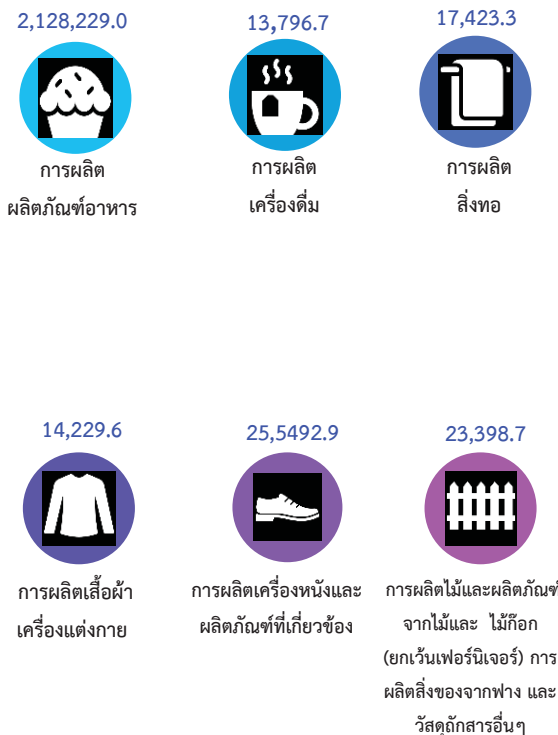 2,128,229.0
การผลิต
ผลิตภัณฑ์อาหาร
13,796.7
การผลิต
เครื่องดื่ม
17,423.3
การผลิต
สิ่งทอ
14,229.6
การผลิตเสื้อผ้า
เครื่องแต่งกาย
25,5492.9
การผลิตเครื่องหนังและ
ผลิตภัณฑ์ที่เกี่ยวข้อง
23,398.7
การผลิตไม้และผลิตภัณฑ์
จากไม้และ ไม้ก๊อก
(ยกเว้นเฟอร์นิเจอร์) การ
ผลิตสิ่งของจากฟาง และ
วัสดุถักสารอื่นๆ